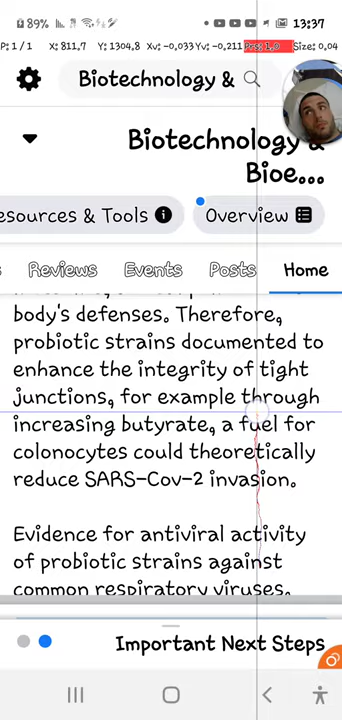 89% 13:37
P: 1 / 1 X: 811.7 Y: 1304.8 Xv: -0.033 Yv: -0.211 Prs: 1.0 Size: 0.04
Biotechnology &
Biotechnology &
Bioe...
esources & Tools Overview
s Reviews Events Posts Home
body's defenses. Therefore,
probiotic strains documented to
enhance the integrity of tight
junctions, for example through
increasing butyrate, a fuel for
colonocytes could theoretically
reduce SARS-Cov-2 invasion.
Evidence for antiviral activity
of probiotic strains against
common respiratory viruses.
Important Next Steps